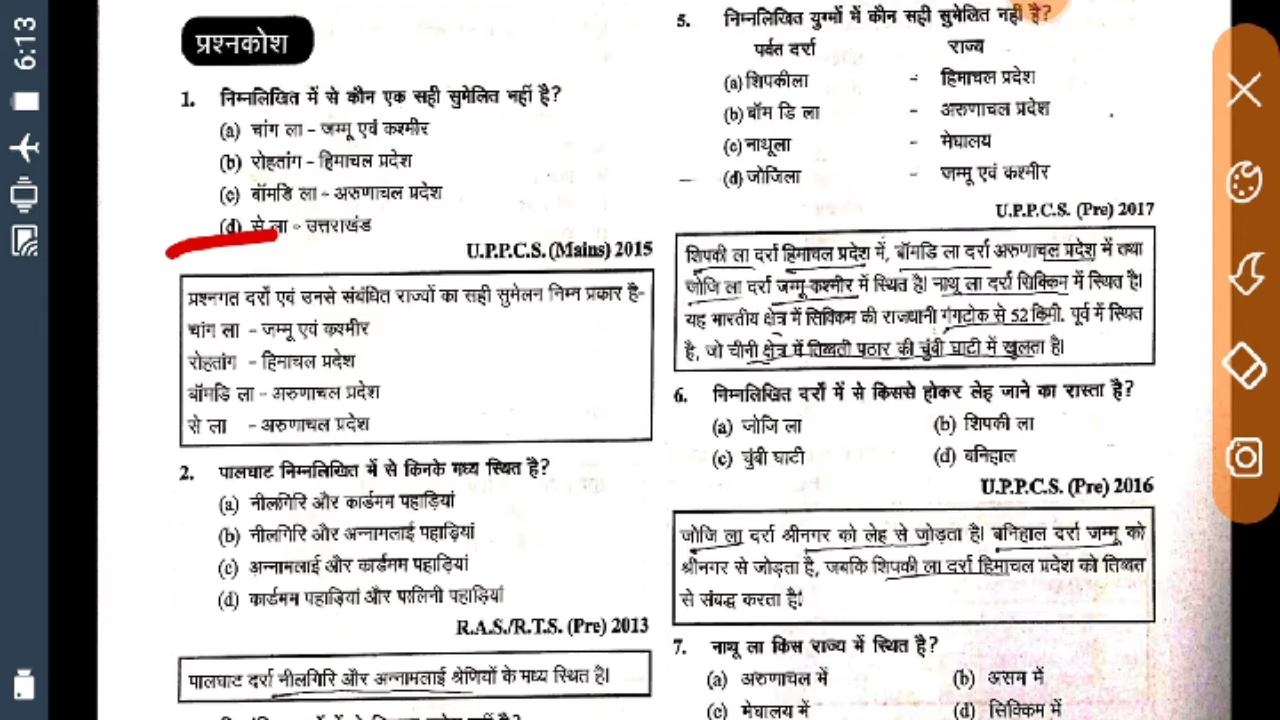 6:13
प्रश्नकोश
1. निम्नलिखित में से कौन एक सही सुमेलित नहीं है?
(a) चांग ला - जम्मू एवं कश्मीर
(b) रोहतांग - हिमाचल प्रदेश
(c) बॉमडि ला - अरुणाचल प्रदेश
(d) से ला - उत्तराखंड
U.P.P.C.S. (Mains) 2015
प्रश्नगत दर्रों एवं उनसे संबंधित राज्यों का सही सुमेलन निम्न प्रकार है-
चांग ला - जम्मू एवं कश्मीर
रोहतांग - हिमाचल प्रदेश
बॉमडि ला - अरुणाचल प्रदेश
से ला - अरुणाचल प्रदेश
2. पालघाट निम्नलिखित में से किनके मध्य स्थित है?
(a) नीलगिरि और कार्डमम पहाड़ियां
(b) नीलगिरि और अन्नामलाई पहाड़ियां
(c) अन्नामलाई और कार्डमम पहाड़ियां
(d) कार्डमम पहाड़ियां और पालिनी पहाड़ियां
R.A.S./R.T.S. (Pre) 2013
पालघाट दर्रा नीलगिरि और अन्नामलाई श्रेणियों के मध्य स्थित है।
5. निम्नलिखित युग्मों में कौन सही सुमेलित नहीं है?
पर्वत दर्रा राज्य
(a) शिपकीला - हिमाचल प्रदेश
(b) बॉम डि ला - अरुणाचल प्रदेश
(c) नाथूला - मेघालय
(d) जोजिला - जम्मू एवं कश्मीर
U.P.P.C.S. (Pre) 2017
शिपकी ला दर्रा हिमाचल प्रदेश में, बॉमडि ला दर्रा अरुणाचल प्रदेश में तथा
जोजि ला दर्रा जम्मू-कश्मीर में स्थित है। नाथू ला दर्रा सिक्किम में स्थित है।
यह भारतीय क्षेत्र में सिक्किम की राजधानी गंगटोक से 52 किमी. पूर्व में स्थित
है, जो चीनी क्षेत्र में तिब्बती पठार की चुंबी घाटी में खुलता है।
6. निम्नलिखित दर्रों में से किससे होकर लेह जाने का रास्ता है?
(a) जोजि ला (b) शिपकी ला
(c) चुंबी घाटी (d) बनिहाल
U.P.P.C.S. (Pre) 2016
जोजि ला दर्रा श्रीनगर को लेह से जोड़ता है। बनिहाल दर्रा जम्मू को
श्रीनगर से जोड़ता है, जबकि शिपकी ला दर्रा हिमाचल प्रदेश को तिब्बत
से संबद्ध करता है।
7. नाथू ला किस राज्य में स्थित है?
(a) अरुणाचल में (b) असम में
(c) मेघालय में (d) सिक्किम में